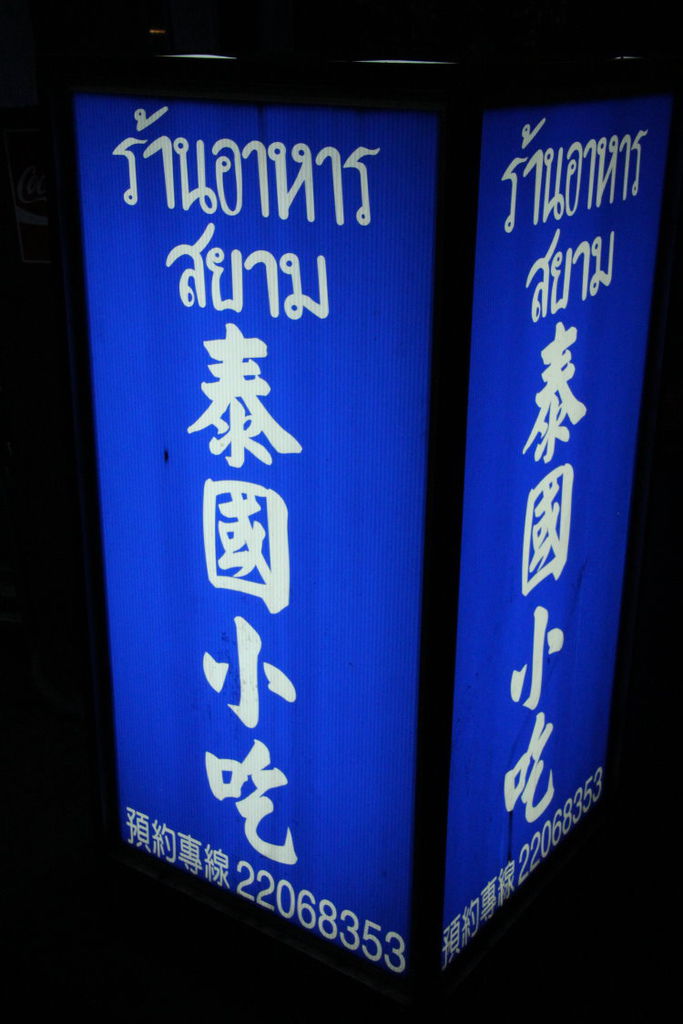 ร้านอาหาร
สยาม
泰國小吃
預約專線 22068353
ร้านอาหาร
สยาม
泰國小吃
預約專線 22068353